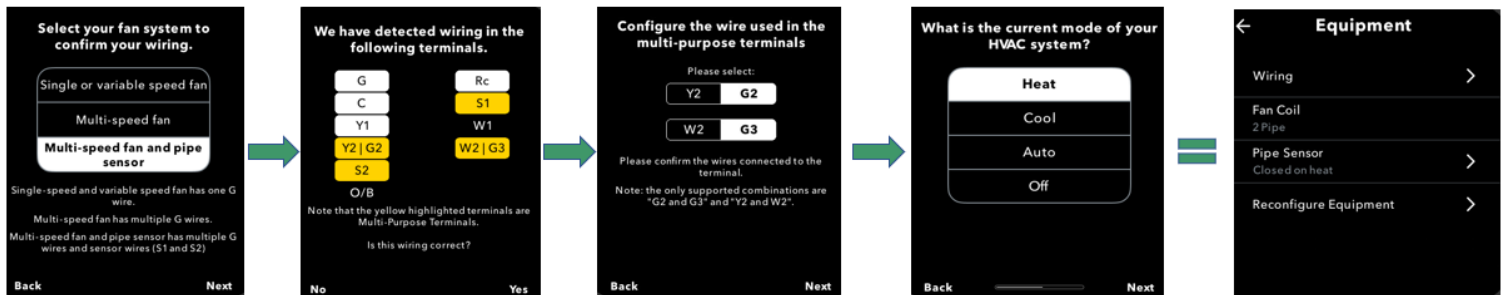 Select your fan system to
confirm your wiring.
Single or variable speed fan
Multi-speed fan
Multi-speed fan and pipe
sensor
Single-speed and variable speed fan has one G
wire.
Multi-speed fan has multiple G wires.
Multi-speed fan and pipe sensor has multiple G
wires and sensor wires (S1 and S2)
Back Next
We have detected wiring in the
following terminals.
G Rc
C S1
Y1 W1
Y2 | G2 W2 | G3
S2
O/B
Note that the yellow highlighted terminals are
Multi-Purpose Terminals.
Is this wiring correct?
No Yes
Configure the wire used in the
multi-purpose terminals
Please select:
Y2 G2
W2 G3
Please confirm the wires connected to the
terminal.
Note: the only supported combinations are
"G2 and G3" and "Y2 and W2".
Back Next
What is the current mode of your
HVAC system?
Heat
Cool
Auto
Off
Back Next
Equipment
Wiring
Fan Coil
2 Pipe
Pipe Sensor
Closed on heat
Reconfigure Equipment